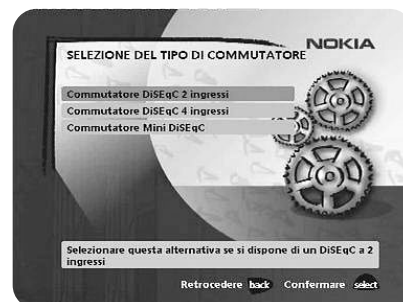 NOKIA
SELEZIONE DEL TIPO DI COMMUTATORE
Commutatore DiSEqC 2 ingressi
Commutatore DiSEqC 4 ingressi
Commutatore Mini DiSEqC
Selezionare questa alternativa se si dispone di un DiSEqC a 2
ingressi
Retrocedere back Confermare select